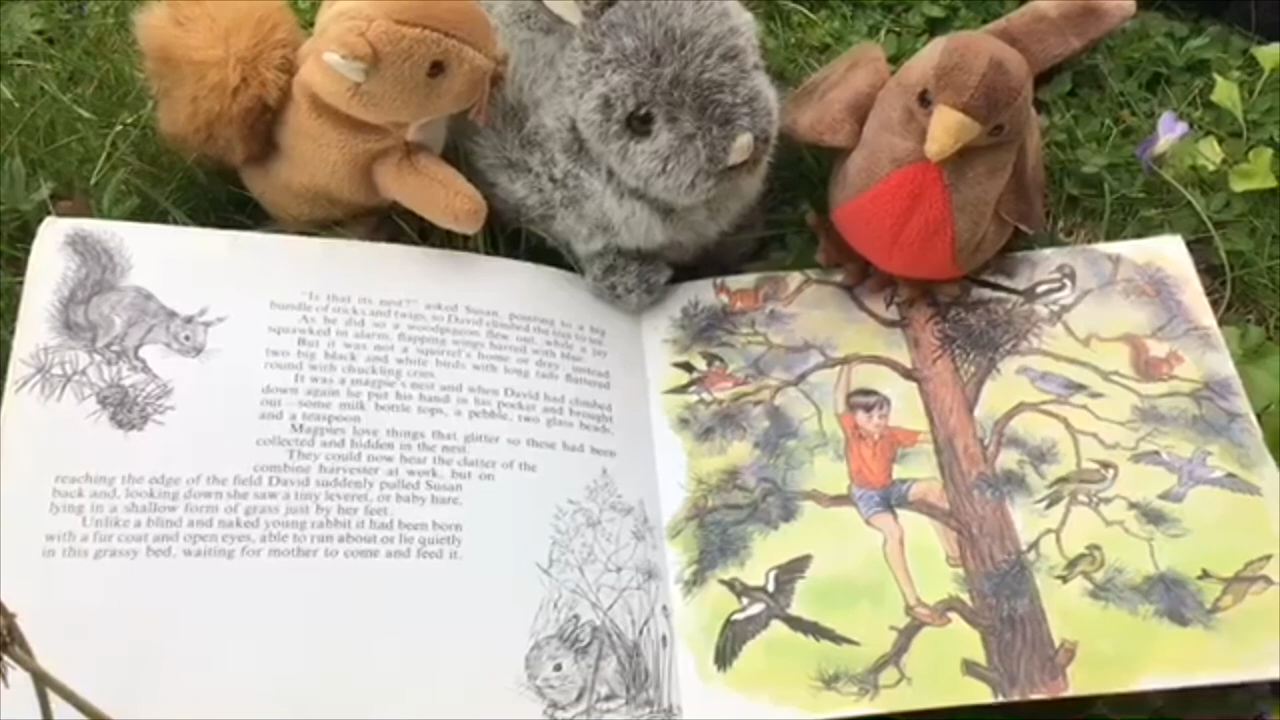 "Is that its nest?" asked Susan, pointing to a big
bundle of sticks and twigs, so David climbed the tree to see.
As he did so a woodpigeon flew out, while a jay
squawked in alarm, flapping wings barred with blue.
But it was not a squirrel's home or drey, instead
two big black and white birds with long tails fluttered
round with chuckling cries.
It was a magpie's nest and when David had climbed
down again he put his hand in his pocket and brought
out—some milk bottle tops, a pebble, two glass beads,
and a teaspoon.
Magpies love things that glitter so these had been
collected and hidden in the nest.
They could now hear the clatter of the
combine harvester at work, but on
reaching the edge of the field David suddenly pulled Susan
back and, looking down she saw a tiny leveret, or baby hare,
lying in a shallow form of grass just by her feet.
Unlike a blind and naked young rabbit it had been born
with a fur coat and open eyes, able to run about or lie quietly
in this grassy bed, waiting for mother to come and feed it.